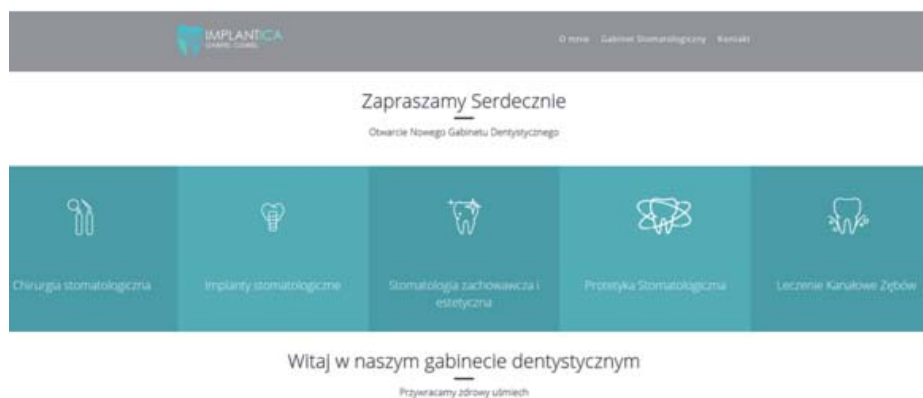 IMPLANTICA
O mnie Gabinet Stomatologiczny Kontakt
Zapraszamy Serdecznie
Otwarcie Nowego Gabinetu Dentystycznego
Chirurgia stomatologiczna
Implanty stomatologiczne
Stomatologia zachowawcza i
estetyczna
Protetyka Stomatologiczna
Leczenie Kanałowe Zębów
Witaj w naszym gabinecie dentystycznym
Przywracamy zdrowy uśmiech